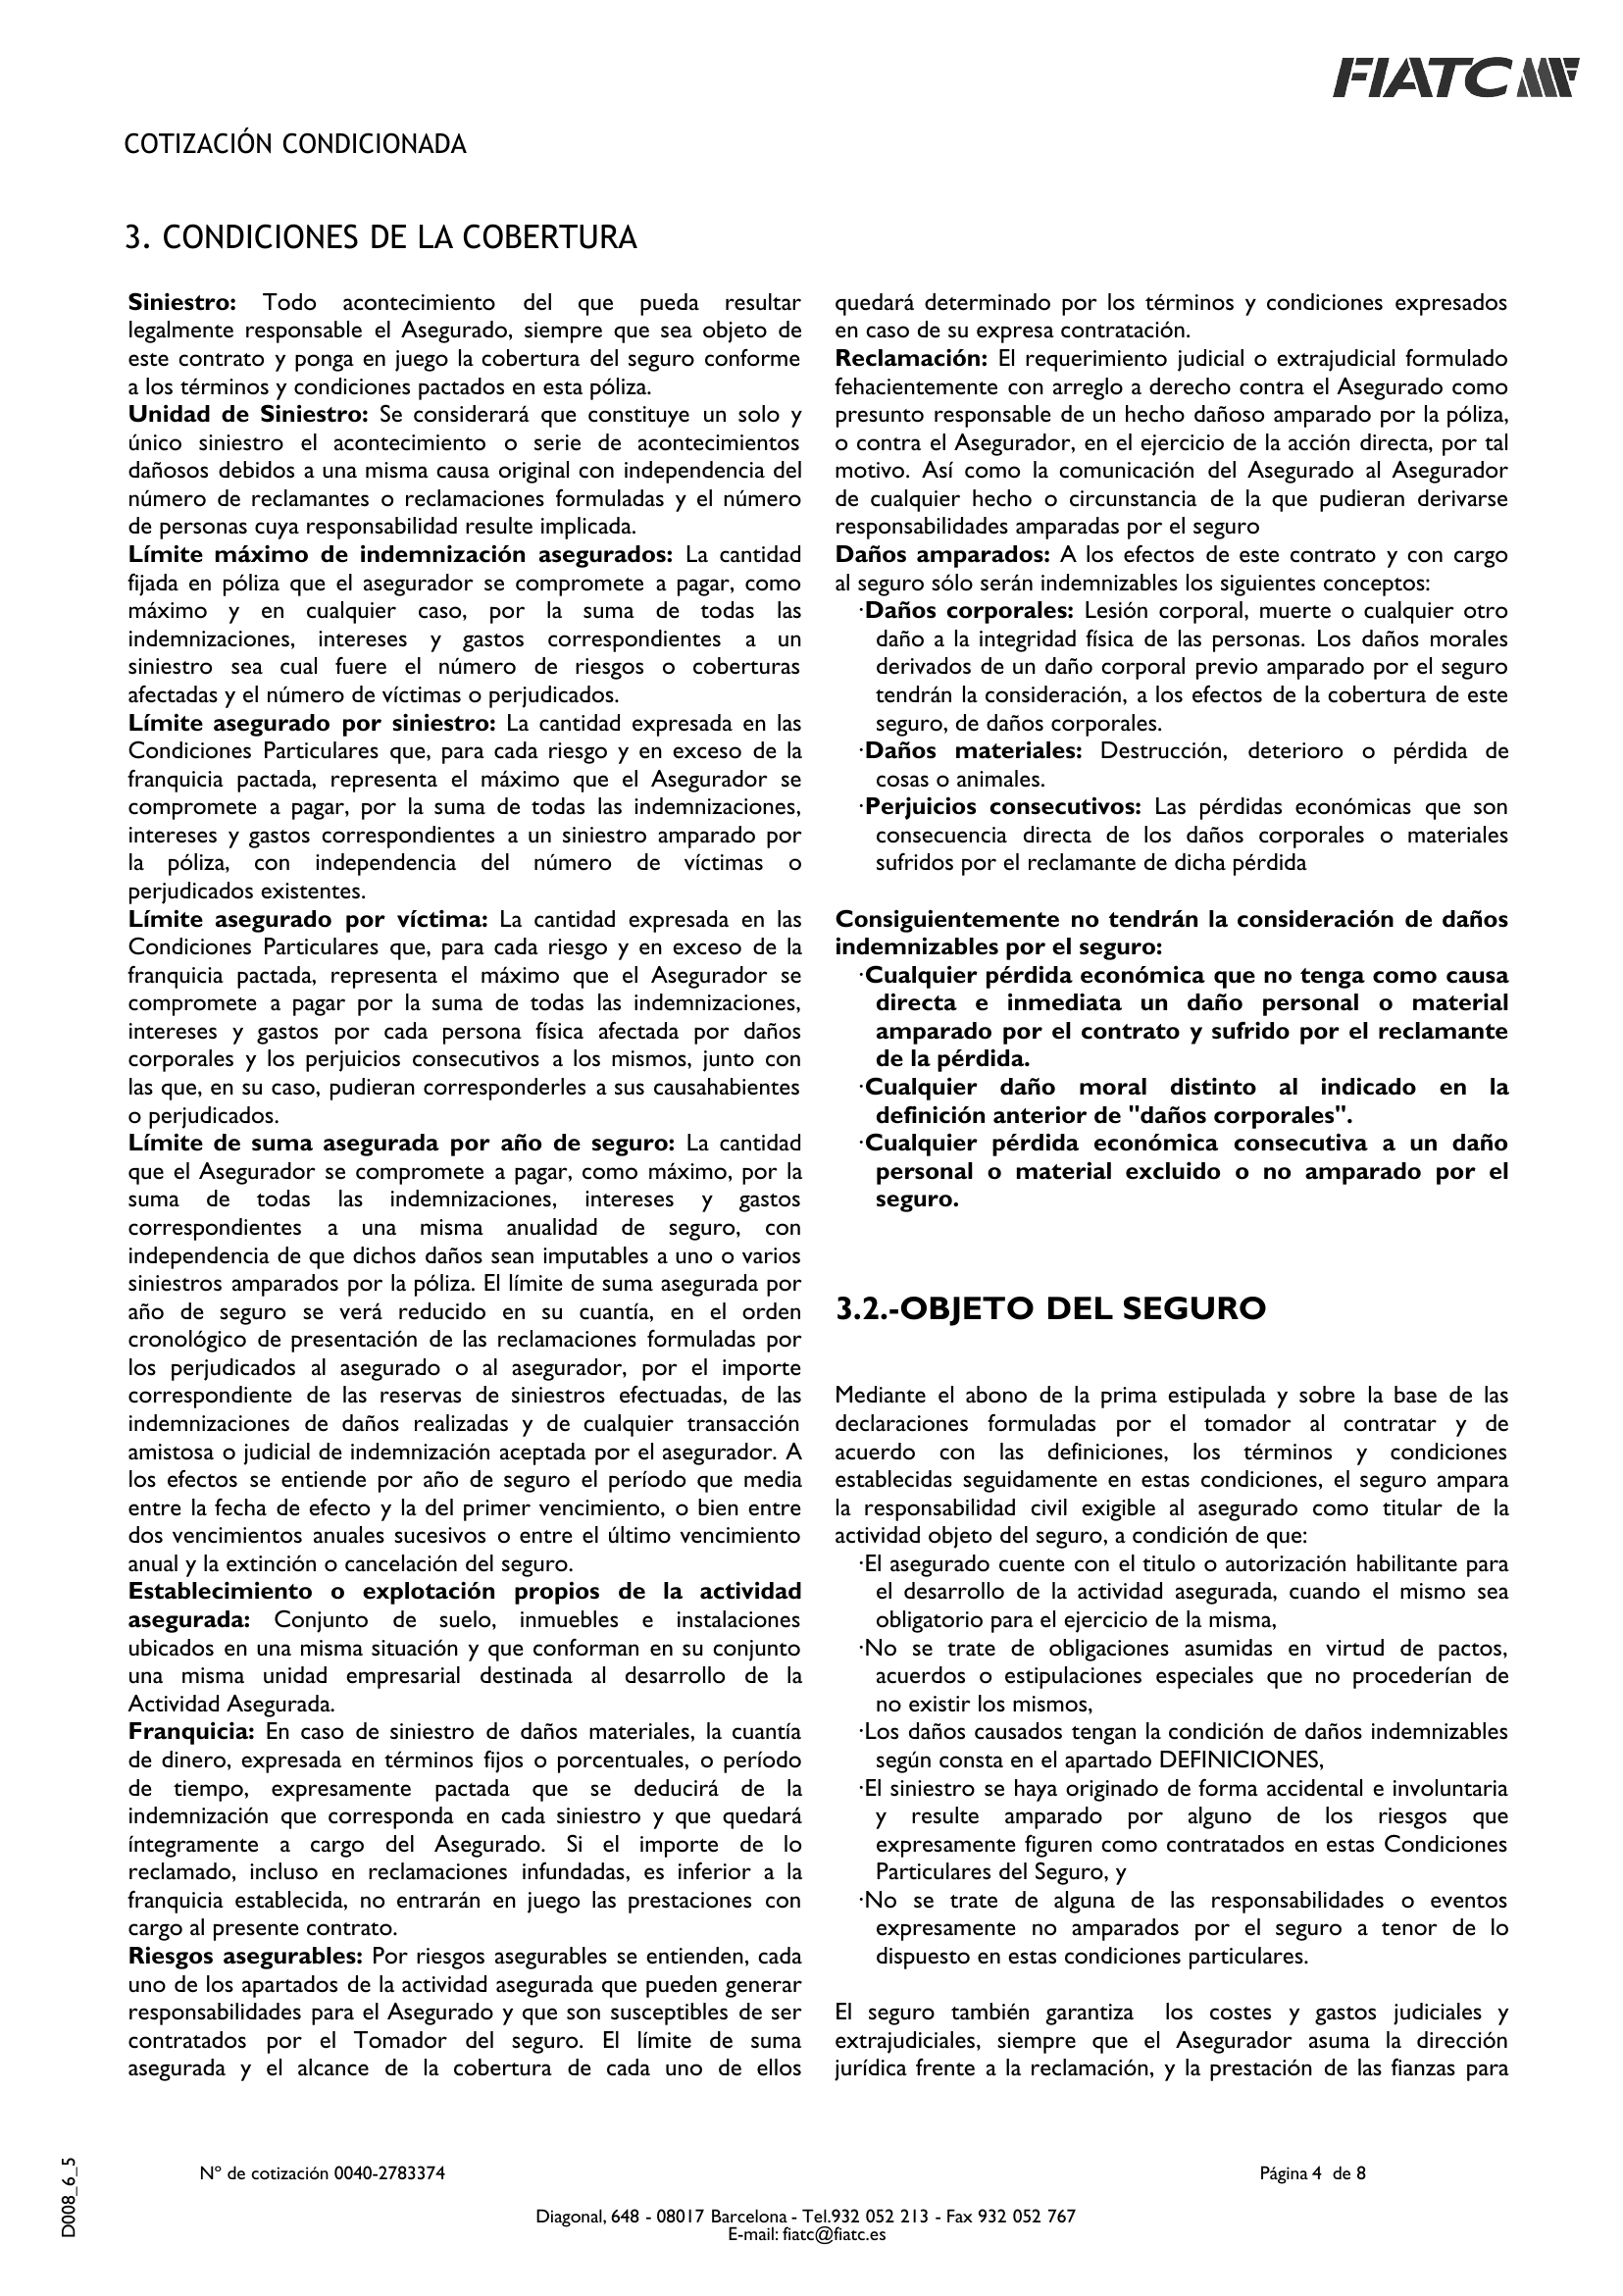 FIATC
COTIZACIÓN CONDICIONADA
3. CONDICIONES DE LA COBERTURA
Siniestro: Todo acontecimiento del que pueda resultar
legalmente responsable el Asegurado, siempre que sea objeto de
este contrato y ponga en juego la cobertura del seguro conforme
a los términos y condiciones pactados en esta póliza.
Unidad de Siniestro: Se considerará que constituye un solo y
único siniestro el acontecimiento o serie de acontecimientos
dañosos debidos a una misma causa original con independencia del
número de reclamantes o reclamaciones formuladas y el número
de personas cuya responsabilidad resulte implicada.
Límite máximo de indemnización asegurados: La cantidad
fijada en póliza que el asegurador se compromete a pagar, como
máximo y en cualquier caso, por la suma de todas las
indemnizaciones, intereses y gastos correspondientes a un
siniestro sea cual fuere el número de riesgos o coberturas
afectadas y el número de víctimas o perjudicados.
Límite asegurado por siniestro: La cantidad expresada en las
Condiciones Particulares que, para cada riesgo y en exceso de la
franquicia pactada, representa el máximo que el Asegurador se
compromete a pagar, por la suma de todas las indemnizaciones,
intereses y gastos correspondientes a un siniestro amparado por
la póliza, con independencia del número de víctimas o
perjudicados existentes.
Límite asegurado por víctima: La cantidad expresada en las
Condiciones Particulares que, para cada riesgo y en exceso de la
franquicia pactada, representa el máximo que el Asegurador se
compromete a pagar por la suma de todas las indemnizaciones,
intereses y gastos por cada persona física afectada por daños
corporales y los perjuicios consecutivos a los mismos, junto con
las que, en su caso, pudieran corresponderles a sus causahabientes
o perjudicados.
Límite de suma asegurada por año de seguro: La cantidad
que el Asegurador se compromete a pagar, como máximo, por la
suma de todas las indemnizaciones, intereses y gastos
correspondientes a una misma anualidad de seguro, con
independencia de que dichos daños sean imputables a uno o varios
siniestros amparados por la póliza. El límite de suma asegurada por
año de seguro se verá reducido en su cuantía, en el orden
cronológico de presentación de las reclamaciones formuladas por
los perjudicados al asegurado o al asegurador, por el importe
correspondiente de las reservas de siniestros efectuadas, de las
indemnizaciones de daños realizadas y de cualquier transacción
amistosa o judicial de indemnización aceptada por el asegurador. A
los efectos se entiende por año de seguro el período que media
entre la fecha de efecto y la del primer vencimiento, o bien entre
dos vencimientos anuales sucesivos o entre el último vencimiento
anual y la extinción o cancelación del seguro.
Establecimiento o explotación propios de la actividad
asegurada: Conjunto de suelo, inmuebles e instalaciones
ubicados en una misma situación y que conforman en su conjunto
una misma unidad empresarial destinada al desarrollo de la
Actividad Asegurada.
Franquicia: En caso de siniestro de daños materiales, la cuantía
de dinero, expresada en términos fijos o porcentuales, o período
de tiempo, expresamente pactada que se deducirá de la
indemnización que corresponda en cada siniestro y que quedará
íntegramente a cargo del Asegurado. Si el importe de lo
reclamado, incluso en reclamaciones infundadas, es inferior a la
franquicia establecida, no entrarán en juego las prestaciones con
cargo al presente contrato.
Riesgos asegurables: Por riesgos asegurables se entienden, cada
uno de los apartados de la actividad asegurada que pueden generar
responsabilidades para el Asegurado y que son susceptibles de ser
contratados por el Tomador del seguro. El límite de suma
asegurada y el alcance de la cobertura de cada uno de ellos
quedará determinado por los términos y condiciones expresados
en caso de su expresa contratación.
Reclamación: El requerimiento judicial o extrajudicial formulado
fehacientemente con arreglo a derecho contra el Asegurado como
presunto responsable de un hecho dañoso amparado por la póliza,
o contra el Asegurador, en el ejercicio de la acción directa, por tal
motivo. Así como la comunicación del Asegurado al Asegurador
de cualquier hecho o circunstancia de la que pudieran derivarse
responsabilidades amparadas por el seguro
Daños amparados: A los efectos de este contrato y con cargo
al seguro sólo serán indemnizables los siguientes conceptos:
·Daños corporales: Lesión corporal, muerte o cualquier otro
daño a la integridad física de las personas. Los daños morales
derivados de un daño corporal previo amparado por el seguro
tendrán la consideración, a los efectos de la cobertura de este
seguro, de daños corporales.
·Daños materiales: Destrucción, deterioro o pérdida de
cosas o animales.
·Perjuicios consecutivos: Las pérdidas económicas que son
consecuencia directa de los daños corporales o materiales
sufridos por el reclamante de dicha pérdida
Consiguientemente no tendrán la consideración de daños
indemnizables por el seguro:
·Cualquier pérdida económica que no tenga como causa
directa e inmediata un daño personal o material
amparado por el contrato y sufrido por el reclamante
de la pérdida.
·Cualquier daño moral distinto al indicado en la
definición anterior de "daños corporales".
·Cualquier pérdida económica consecutiva a un daño
personal o material excluido o no amparado por el
seguro.
3.2.-OBJETO DEL SEGURO
Mediante el abono de la prima estipulada y sobre la base de las
declaraciones formuladas por el tomador al contratar y de
acuerdo con las definiciones, los términos y condiciones
establecidas seguidamente en estas condiciones, el seguro ampara
la responsabilidad civil exigible al asegurado como titular de la
actividad objeto del seguro, a condición de que:
·El asegurado cuente con el titulo o autorización habilitante para
el desarrollo de la actividad asegurada, cuando el mismo sea
obligatorio para el ejercicio de la misma,
·No se trate de obligaciones asumidas en virtud de pactos,
acuerdos o estipulaciones especiales que no procederían de
no existir los mismos,
·Los daños causados tengan la condición de daños indemnizables
según consta en el apartado DEFINICIONES,
·El siniestro se haya originado de forma accidental e involuntaria
y resulte amparado por alguno de los riesgos que
expresamente figuren como contratados en estas Condiciones
Particulares del Seguro, y
·No se trate de alguna de las responsabilidades o eventos
expresamente no amparados por el seguro a tenor de lo
dispuesto en estas condiciones particulares.
El seguro también garantiza los costes y gastos judiciales y
extrajudiciales, siempre que el Asegurador asuma la dirección
jurídica frente a la reclamación, y la prestación de las fianzas para
D008_6_5
Nº de cotización 0040-2783374
Página 4 de 8
Diagonal, 648 - 08017 Barcelona - Tel.932 052 213 - Fax 932 052 767
E-mail: fiatc@fiatc.es